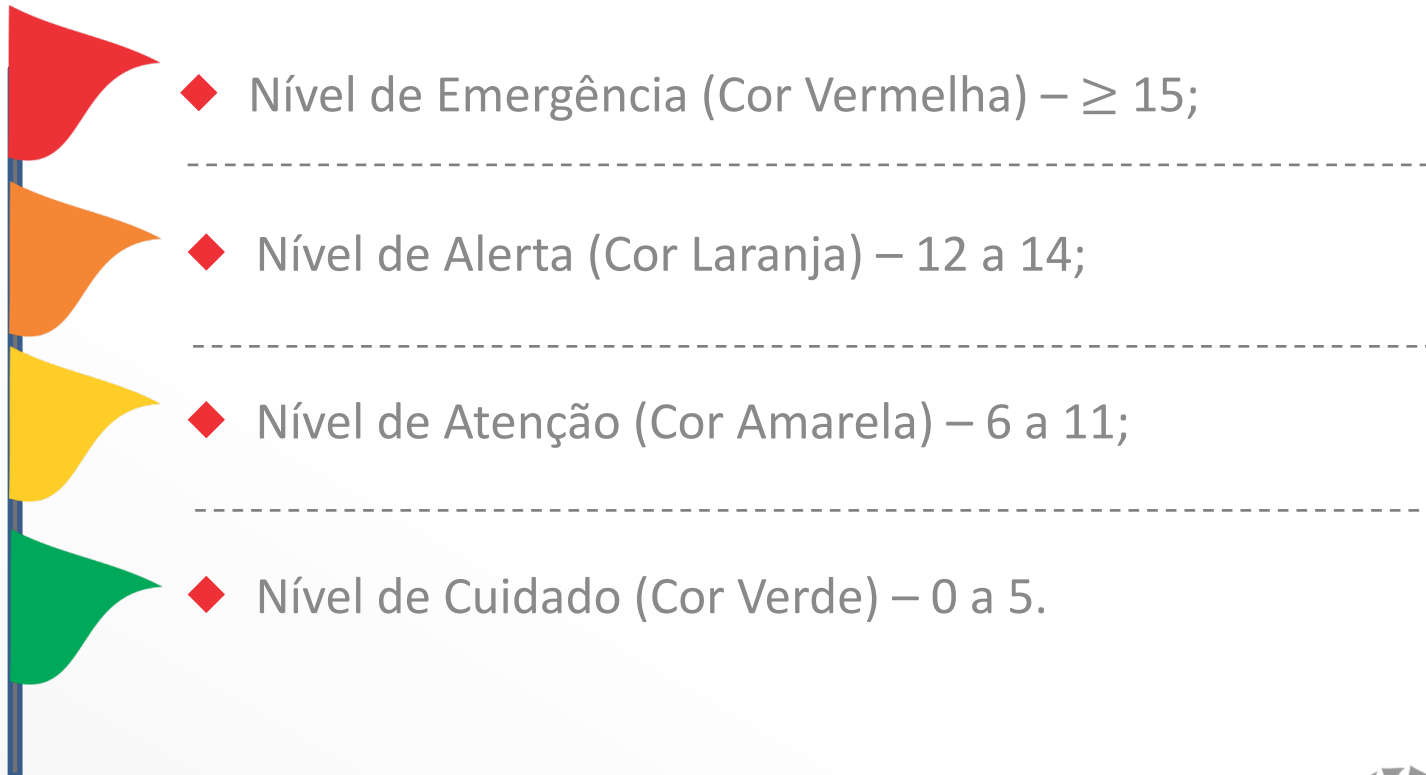 Nível de Emergência (Cor Vermelha) – ≥ 15;
Nível de Alerta (Cor Laranja) – 12 a 14;
Nível de Atenção (Cor Amarela) – 6 a 11;
Nível de Cuidado (Cor Verde) – 0 a 5.